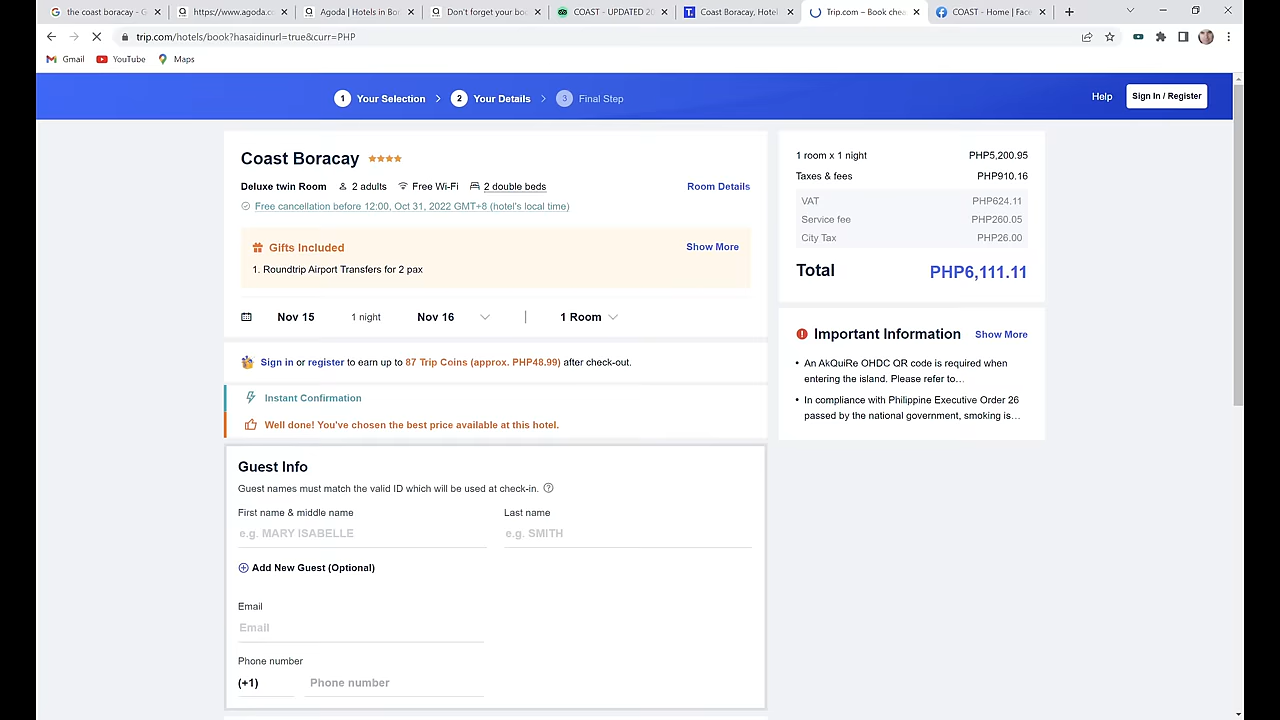 the coast boracay - G
https://www.agoda.c
Agoda | Hotels in Bor
Don't forget your bo
COAST - UPDATED 20
Coast Boracay, Hotel
Trip.com – Book chea
COAST - Home | Face
trip.com/hotels/book?hasaidinurl=true&curr=PHP
Gmail YouTube Maps
1 Your Selection 2 Your Details 3 Final Step Help Sign In / Register
Coast Boracay
Deluxe twin Room 2 adults Free Wi-Fi 2 double beds Room Details
Free cancellation before 12:00, Oct 31, 2022 GMT+8 (hotel's local time)
Gifts Included Show More
1. Roundtrip Airport Transfers for 2 pax
Nov 15 1 night Nov 16 | 1 Room
Sign in or register to earn up to 87 Trip Coins (approx. PHP48.99) after check-out.
Instant Confirmation
Well done! You've chosen the best price available at this hotel.
Guest Info
Guest names must match the valid ID which will be used at check-in.
First name & middle name Last name
e.g. MARY ISABELLE e.g. SMITH
Add New Guest (Optional)
Email
Email
Phone number
(+1) Phone number
1 room x 1 night PHP5,200.95
Taxes & fees PHP910.16
VAT PHP624.11
Service fee PHP260.05
City Tax PHP26.00
Total PHP6,111.11
Important Information Show More
• An AkQuiRe OHDC QR code is required when
entering the island. Please refer to…
• In compliance with Philippine Executive Order 26
passed by the national government, smoking is…